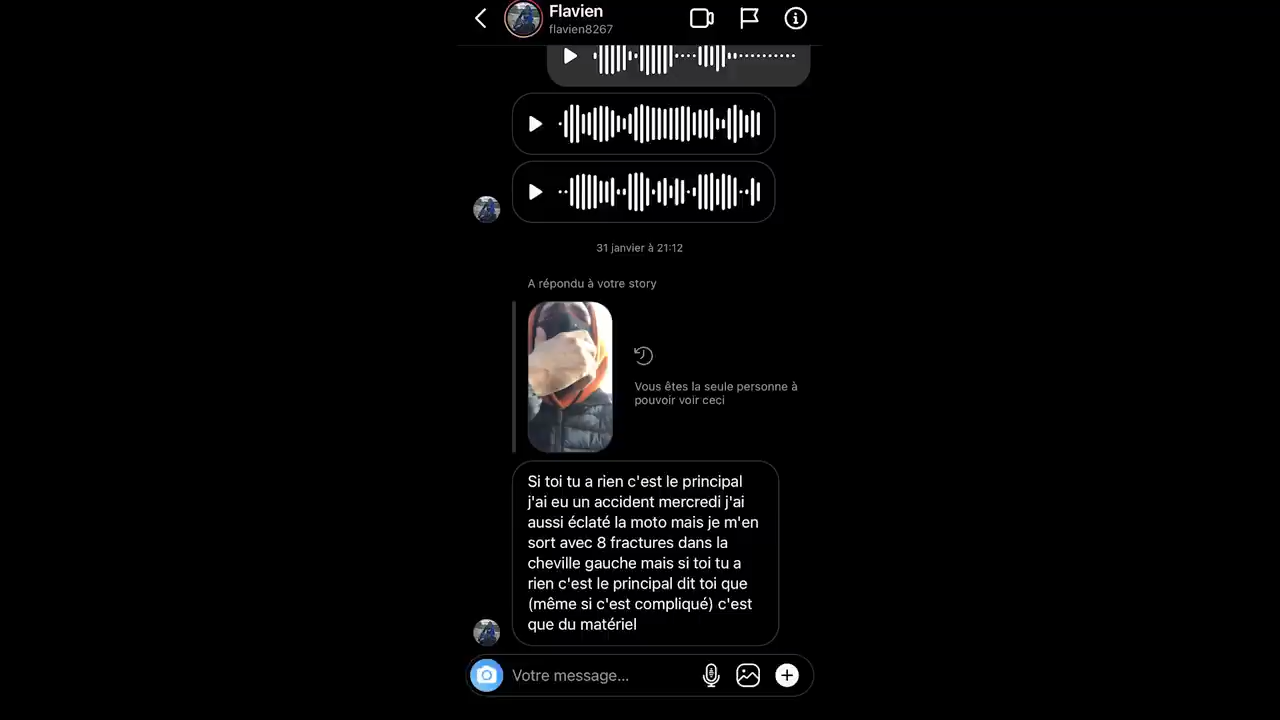 Flavien
flavien8267
31 janvier à 21:12
A répondu à votre story
Vous êtes la seule personne à
pouvoir voir ceci
Si toi tu a rien c'est le principal
j'ai eu un accident mercredi j'ai
aussi éclaté la moto mais je m'en
sort avec 8 fractures dans la
cheville gauche mais si toi tu a
rien c'est le principal dit toi que
(même si c'est compliqué) c'est
que du matériel
Votre message...